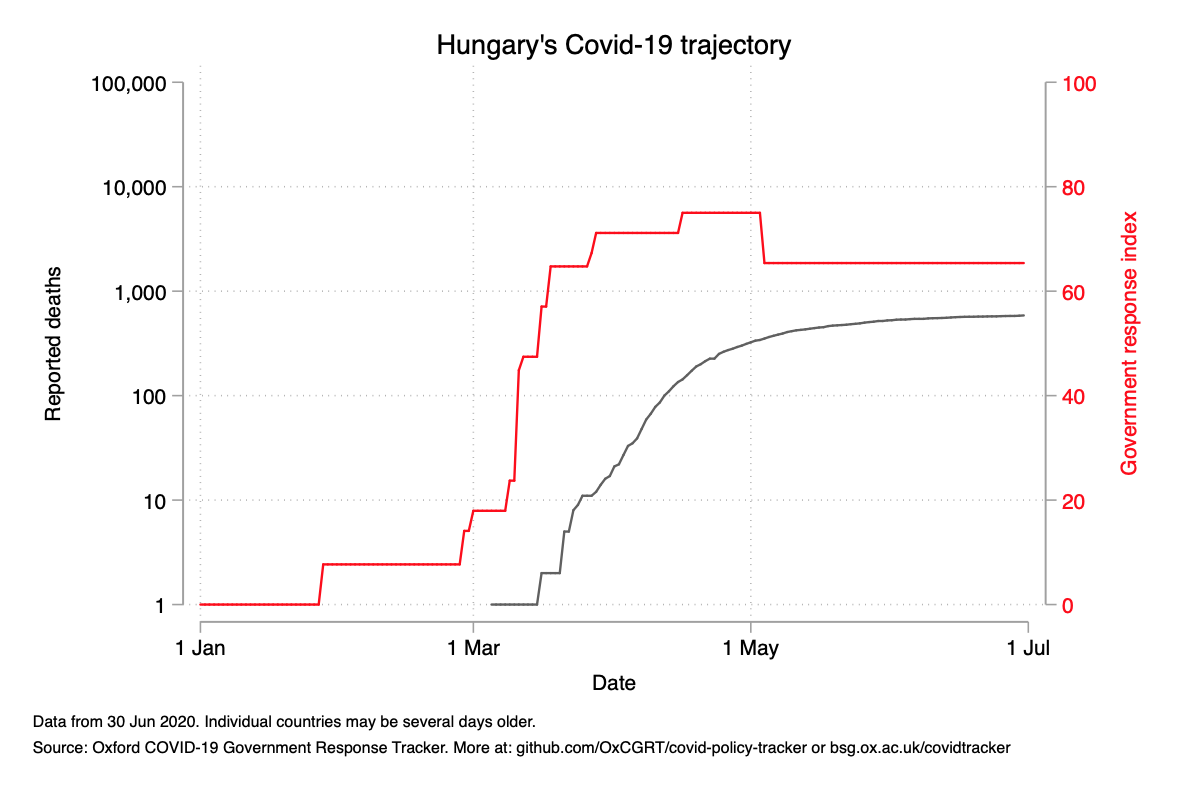 Hungary's Covid-19 trajectory
100,000
10,000
1,000
100
10
1
Reported deaths
100
80
60
40
20
0
Government response index
1 Jan
1 Mar
1 May
1 Jul
Date
Data from 30 Jun 2020. Individual countries may be several days older.
Source: Oxford COVID-19 Government Response Tracker. More at: github.com/OxCGRT/covid-policy-tracker or bsg.ox.ac.uk/covidtracker